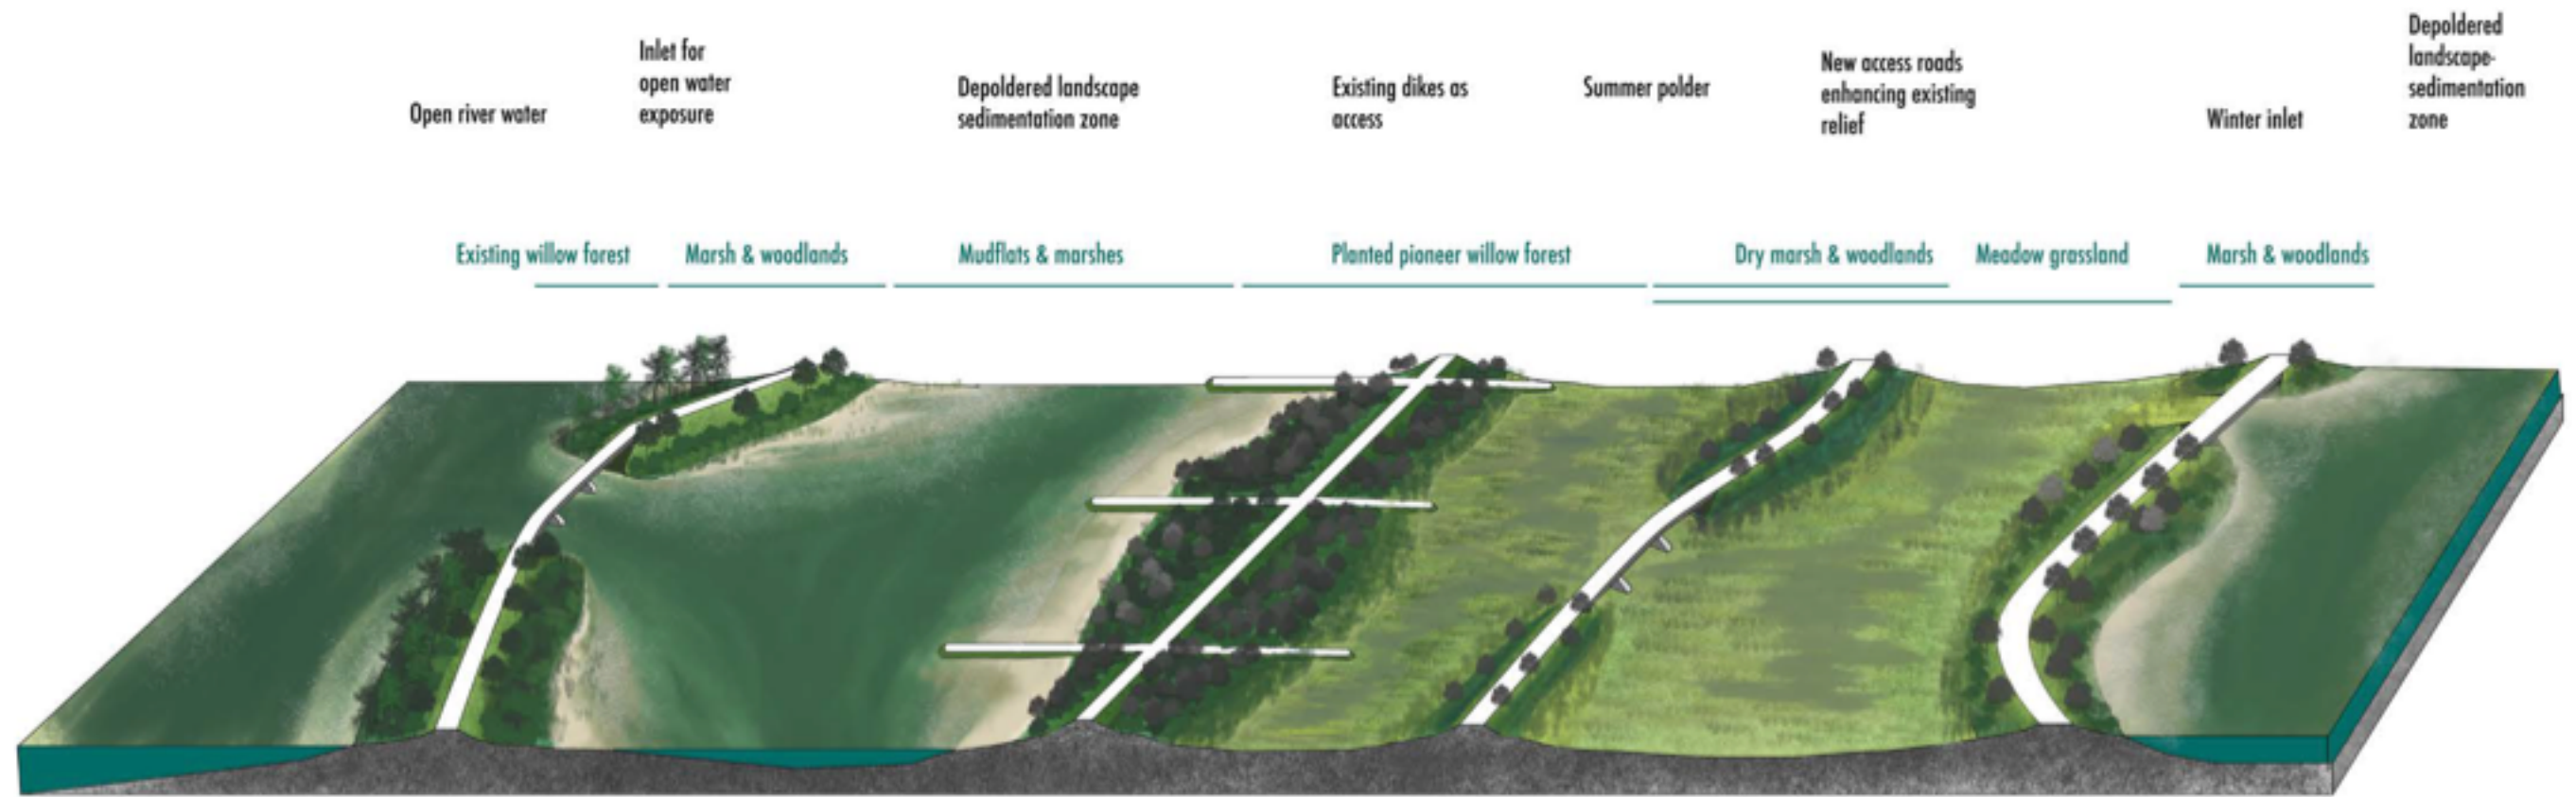 Open river water
Inlet for
open water
exposure
Depoldered landscape
sedimentation zone
Existing dikes as
access
Summer polder
New access roads
enhancing existing
relief
Winter inlet
Depoldered
landscape-
sedimentation
zone
Existing willow forest
Marsh & woodlands
Mudflats & marshes
Planted pioneer willow forest
Dry marsh & woodlands
Meadow grassland
Marsh & woodlands